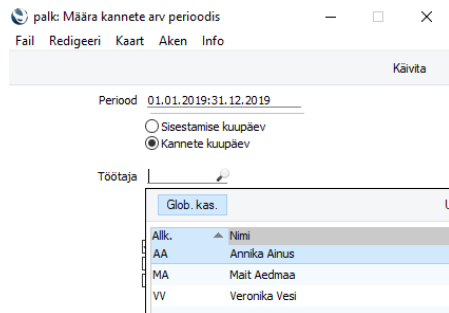 palk: Määra kannete arv perioodis
Fail Redigeeri Kaart Aken Info
Käivita
Periood 01.01.2019:31.12.2019
Sisestamise kuupäev
Kannete kuupäev
Töötaja
Glob. kas.
Allk. Nimi
AA Annika Ainus
MA Mait Aedmaa
VV Veronika Vesi